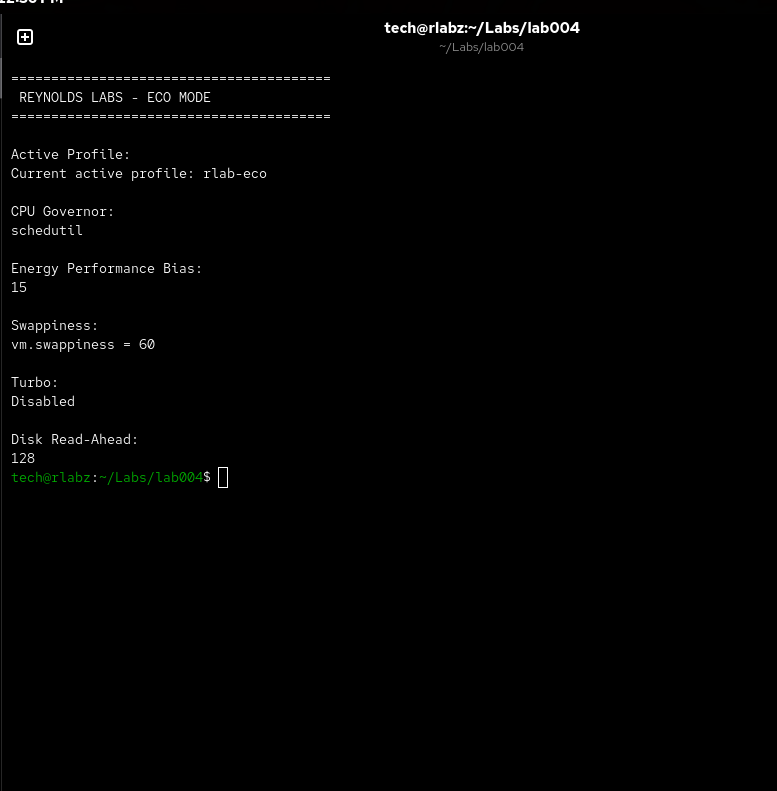 tech@rlabz:~/Labs/lab004
~/Labs/lab004
========================================
REYNOLDS LABS - ECO MODE
========================================
Active Profile:
Current active profile: rlab-eco
CPU Governor:
schedutil
Energy Performance Bias:
15
Swappiness:
vm.swappiness = 60
Turbo:
Disabled
Disk Read-Ahead:
128
tech@rlabz:~/Labs/lab004$